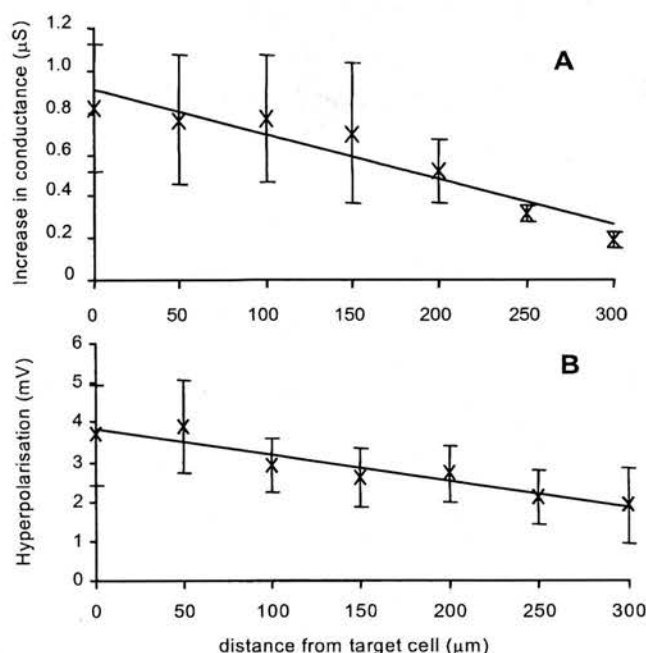 Increase in conductance (μS)
1.2
1.0
0.8
0.6
0.4
0.2
0
A
0 50 100 150 200 250 300
Hyperpolarisation (mV)
6
5
4
3
2
1
0
B
0 50 100 150 200 250 300
distance from target cell (μm)